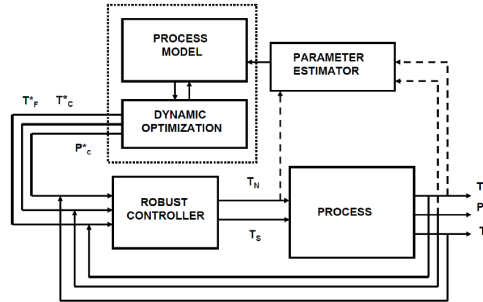 PROCESS
MODEL
PARAMETER
ESTIMATOR
T*F T*C
DYNAMIC
OPTIMIZATION
P*c
TN
ROBUST
CONTROLLER
PROCESS
TS
T
P
T